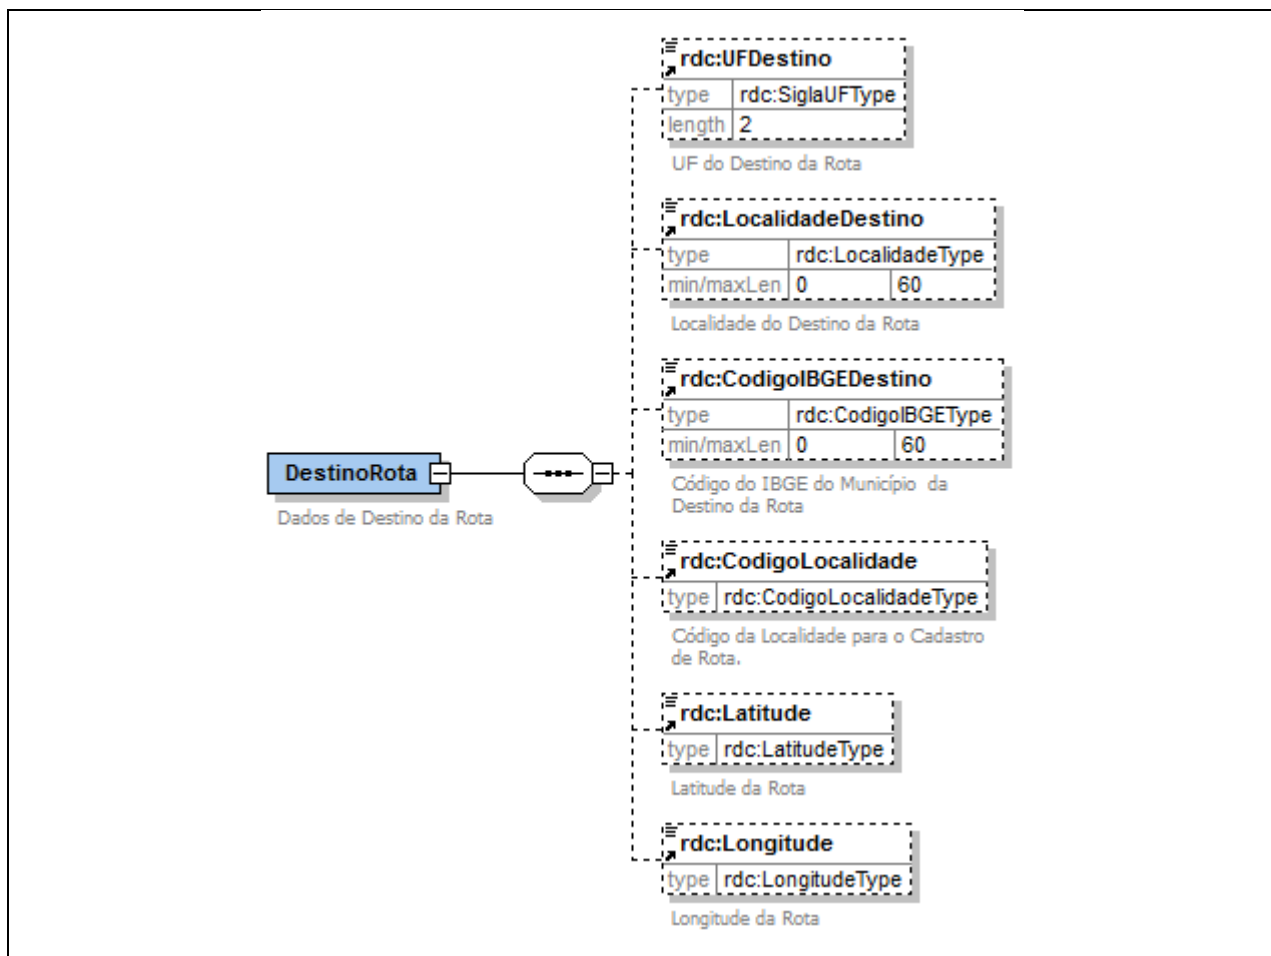 rdc:UFDestino
type rdc:SiglaUFType
length 2
UF do Destino da Rota
rdc:LocalidadeDestino
type rdc:LocalidadeType
min/maxLen 0 60
Localidade do Destino da Rota
rdc:CodigoIBGEDestino
type rdc:CodigoIBGEType
min/maxLen 0 60
Código do IBGE do Município da
Destino da Rota
DestinoRota
Dados de Destino da Rota
rdc:CodigoLocalidade
type rdc:CodigoLocalidadeType
Código da Localidade para o Cadastro
de Rota.
rdc:Latitude
type rdc:LatitudeType
Latitude da Rota
rdc:Longitude
type rdc:LongitudeType
Longitude da Rota